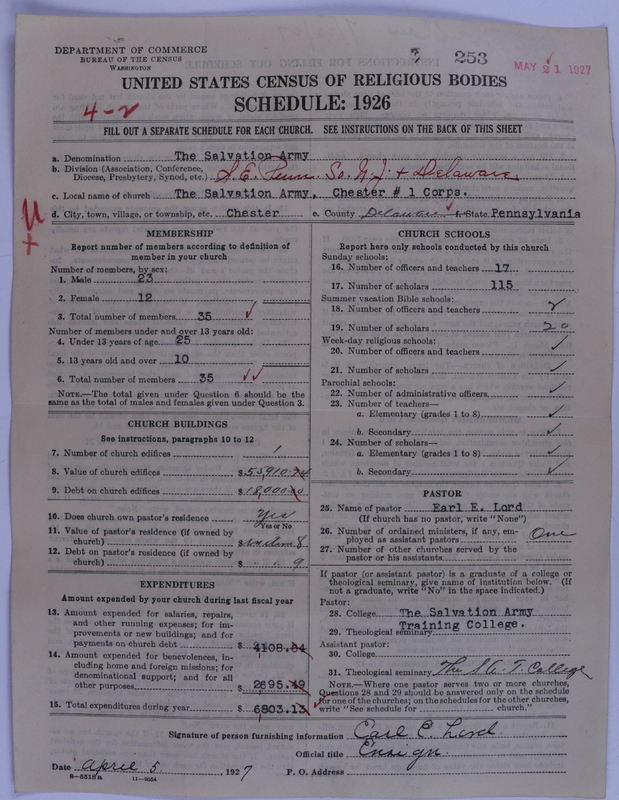 DEPARTMENT OF COMMERCE
BUREAU OF THE CENSUS
WASHINGTON
253
MAY 21 1927
UNITED STATES CENSUS OF RELIGIOUS BODIES
SCHEDULE: 1926
4-2
FILL OUT A SEPARATE SCHEDULE FOR EACH CHURCH. SEE INSTRUCTIONS ON THE BACK OF THIS SHEET
a. Denomination The Salvation Army
b. Division (Association, Conference, Diocese, Presbytery, Synod, etc.) S. E. Penn. So. N. J. + Delaware
c. Local name of church The Salvation Army, Chester # 1 Corps.
d. City, town, village, or township, etc. Chester e. County Delaware f. State Pennsylvania
MEMBERSHIP
Report number of members according to definition of
member in your church
Number of members, by sex:
1. Male 23
2. Female 12
3. Total number of members 35
Number of members under and over 13 years old:
4. Under 13 years of age 25
5. 13 years old and over 10
6. Total number of members 35
NOTE.—The total given under Question 6 should be the
same as the total of males and females given under Question 3.
CHURCH BUILDINGS
See instructions, paragraphs 10 to 12
7. Number of church edifices 1
8. Value of church edifices $53,910.74
9. Debt on church edifices $18,000.00
10. Does church own pastor's residence Yes
Yes or No
11. Value of pastor's residence (if owned by
church) $ 8
12. Debt on pastor's residence (if owned by
church) $ 9
EXPENDITURES
Amount expended by your church during last fiscal year
13. Amount expended for salaries, repairs,
and other running expenses; for im-
provements or new buildings; and for
payments on church debt $ 4108.64
14. Amount expended for benevolences, in-
cluding home and foreign missions; for
denominational support; and for all
other purposes $ 2695.49
15. Total expenditures during year $ 6803.13
CHURCH SCHOOLS
Report here only schools conducted by this church
Sunday schools:
16. Number of officers and teachers 17
17. Number of scholars 115
Summer vacation Bible schools:
18. Number of officers and teachers 2
19. Number of scholars 20
Week-day religious schools:
20. Number of officers and teachers
21. Number of scholars
Parochial schools:
22. Number of administrative officers
23. Number of teachers—
a. Elementary (grades 1 to 8)
b. Secondary
24. Number of scholars—
a. Elementary (grades 1 to 8)
b. Secondary
PASTOR
25. Name of pastor Earl E. Lord
(If church has no pastor, write "None")
26. Number of ordained ministers, if any, em-
ployed as assistant pastors One
27. Number of other churches served by the
pastor or his assistants
If pastor (or assistant pastor) is a graduate of a college or
theological seminary, give name of institution below. (If
not a graduate, write "No" in the space indicated.)
Pastor:
28. College The Salvation Army
29. Theological seminary Training College.
Assistant pastor:
30. College
31. Theological seminary The S. A. T. College
NOTE.—Where one pastor serves two or more churches,
Questions 28 and 29 should be answered only on the schedule
for one of the churches; on the schedules for the other churches,
write "See schedule for church."
Signature of person furnishing information Earl E. Lord
Official title Ensign.
Date April 5, 1927 P. O. Address
8-5518a 11-9554